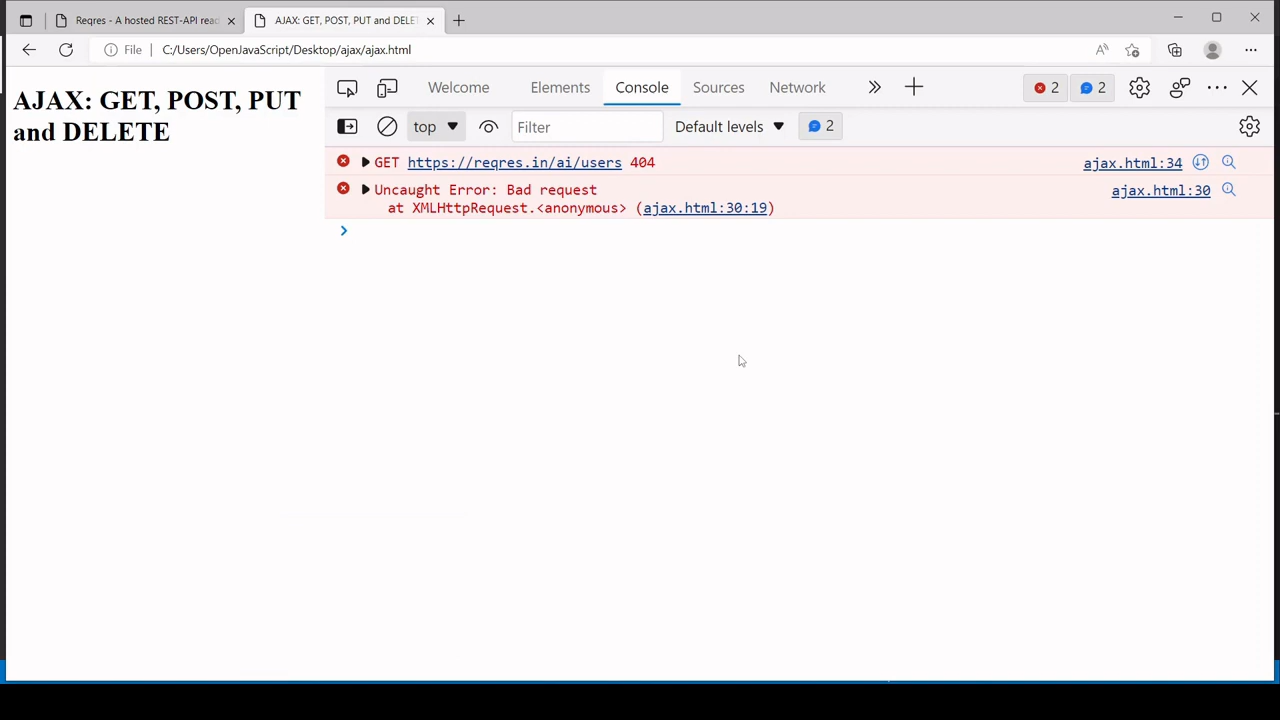 Reqres - A hosted REST-API read
AJAX: GET, POST, PUT and DELE
File
C:/Users/OpenJavaScript/Desktop/ajax/ajax.html
AJAX: GET, POST, PUT
and DELETE
Welcome
Elements
Console
Sources
Network
2
2
top
Filter
Default levels
2
GET https://reqres.in/ai/users 404
ajax.html:34
Uncaught Error: Bad request
ajax.html:30
at XMLHttpRequest.<anonymous> (ajax.html:30:19)